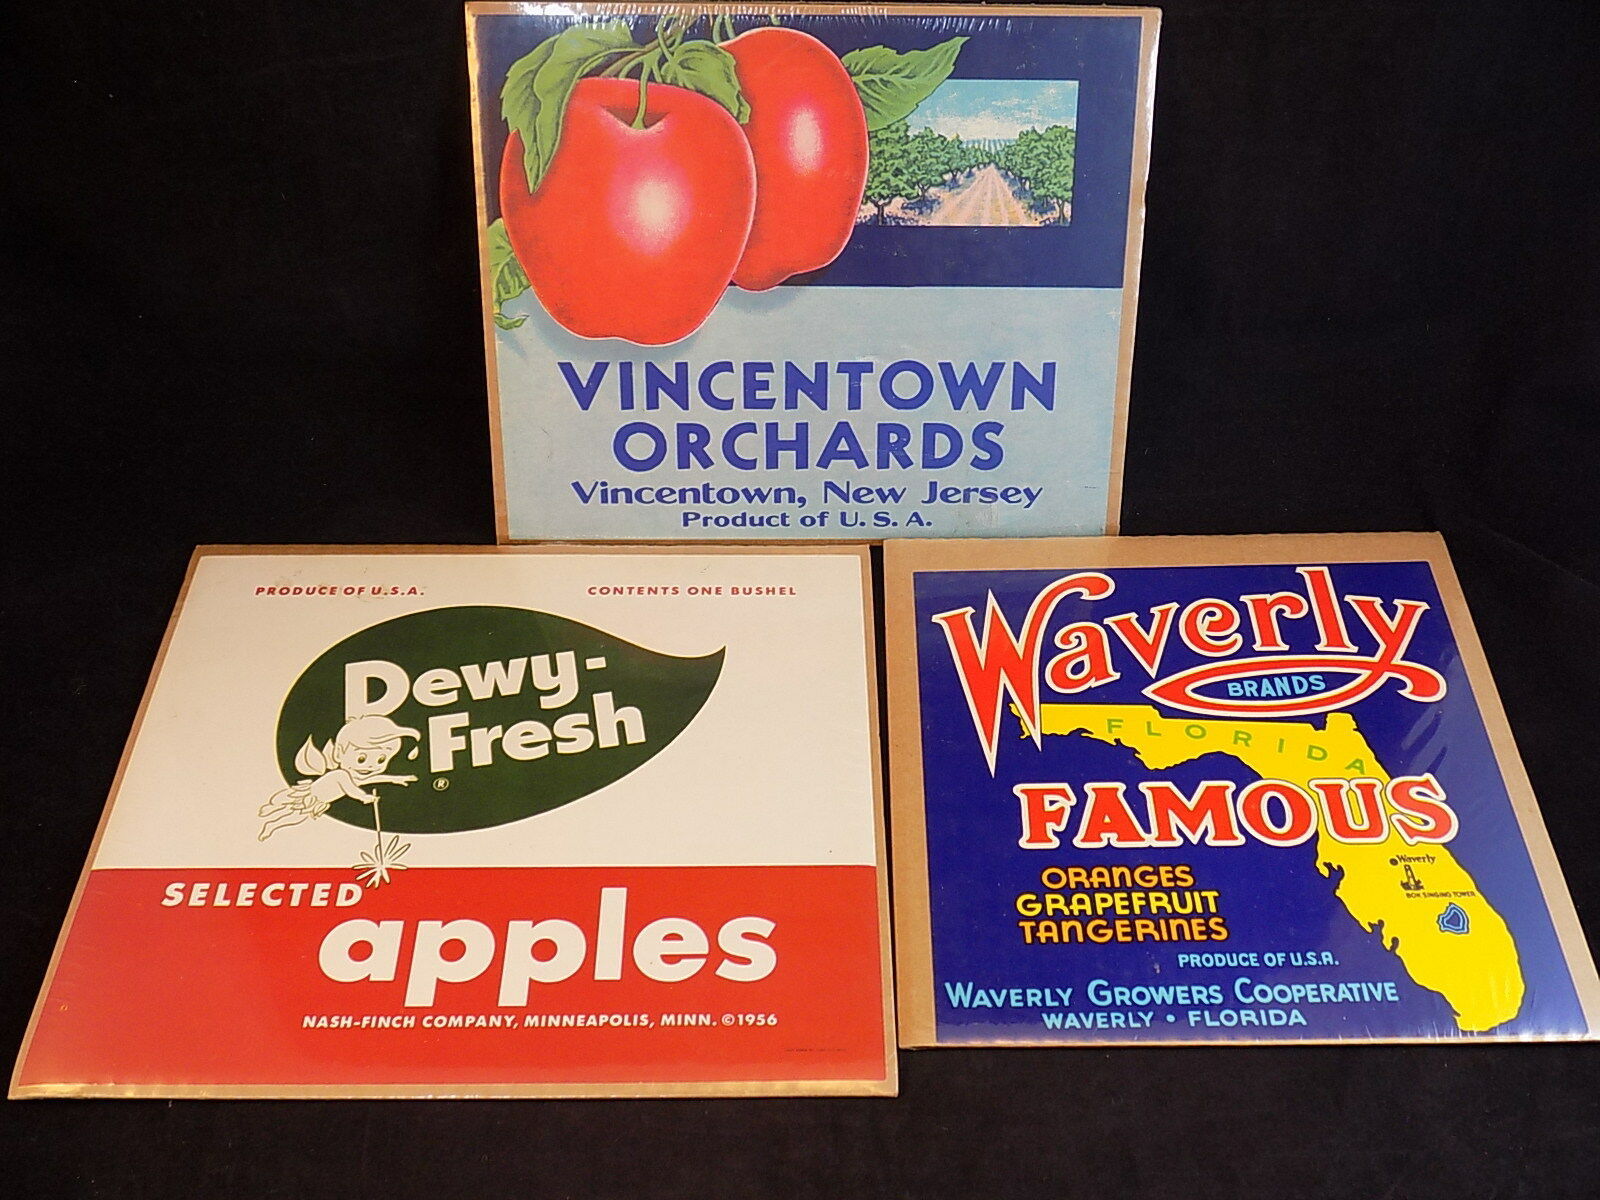 VINCENTOWN
ORCHARDS
Vincentown, New Jersey
Product of U. S. A.
PRODUCE OF U.S.A.
CONTENTS ONE BUSHEL
Dewy-
Fresh
®
SELECTED
apples
NASH-FINCH COMPANY, MINNEAPOLIS, MINN. ©1956
Waverly
BRANDS
FLORIDA
FAMOUS
Waverly
BOK SINGING TOWER
ORANGES
GRAPEFRUIT
TANGERINES
PRODUCE OF U.S.A.
WAVERLY GROWERS COOPERATIVE
WAVERLY • FLORIDA